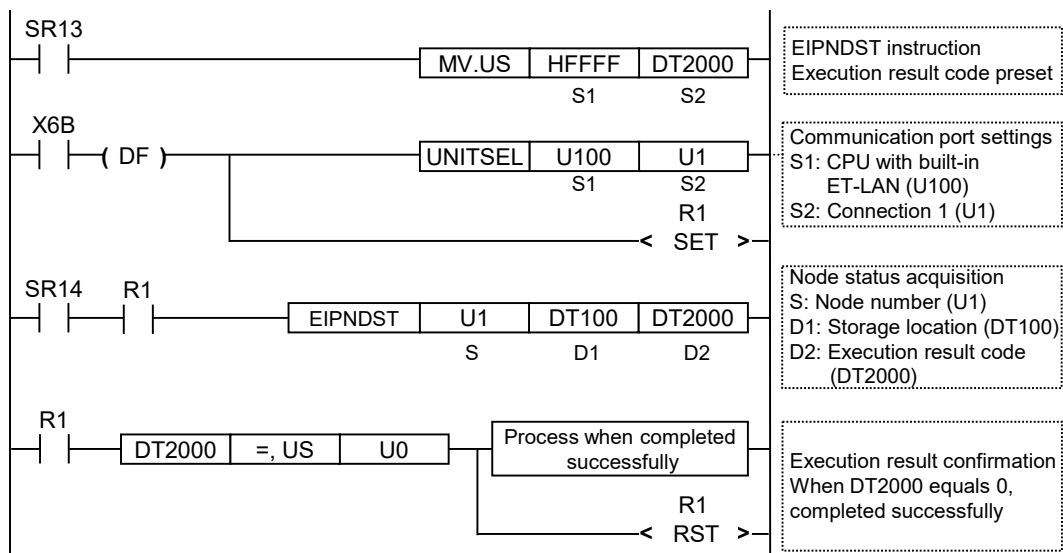 SR13
MV.US HFFFF DT2000
S1 S2
EIPNDST instruction
Execution result code preset
X6B
( DF )
UNITSEL U100 U1
S1 S2
R1
< SET >
Communication port settings
S1: CPU with built-in
ET-LAN (U100)
S2: Connection 1 (U1)
SR14 R1
EIPNDST U1 DT100 DT2000
S D1 D2
Node status acquisition
S: Node number (U1)
D1: Storage location (DT100)
D2: Execution result code
(DT2000)
R1
DT2000 =, US U0
Process when completed
successfully
R1
< RST >
Execution result confirmation
When DT2000 equals 0,
completed successfully